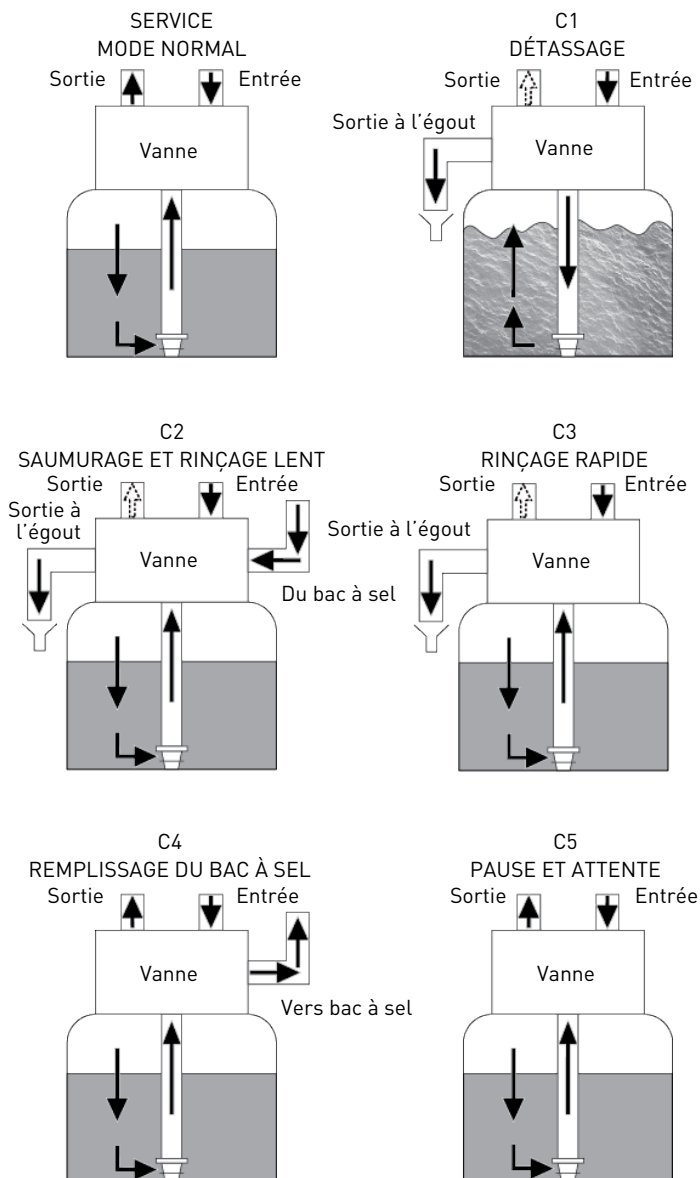 SERVICE
MODE NORMAL
Sortie
Entrée
Vanne
C1
DÉTASSAGE
Sortie
Entrée
Sortie à l'égout
Vanne
C2
SAUMURAGE ET RINÇAGE LENT
Sortie
Entrée
Sortie à
l'égout
Vanne
Du bac à sel
C3
RINÇAGE RAPIDE
Sortie
Entrée
Sortie à l'égout
Vanne
C4
REMPLISSAGE DU BAC À SEL
Sortie
Entrée
Vanne
Vers bac à sel
C5
PAUSE ET ATTENTE
Sortie
Entrée
Vanne